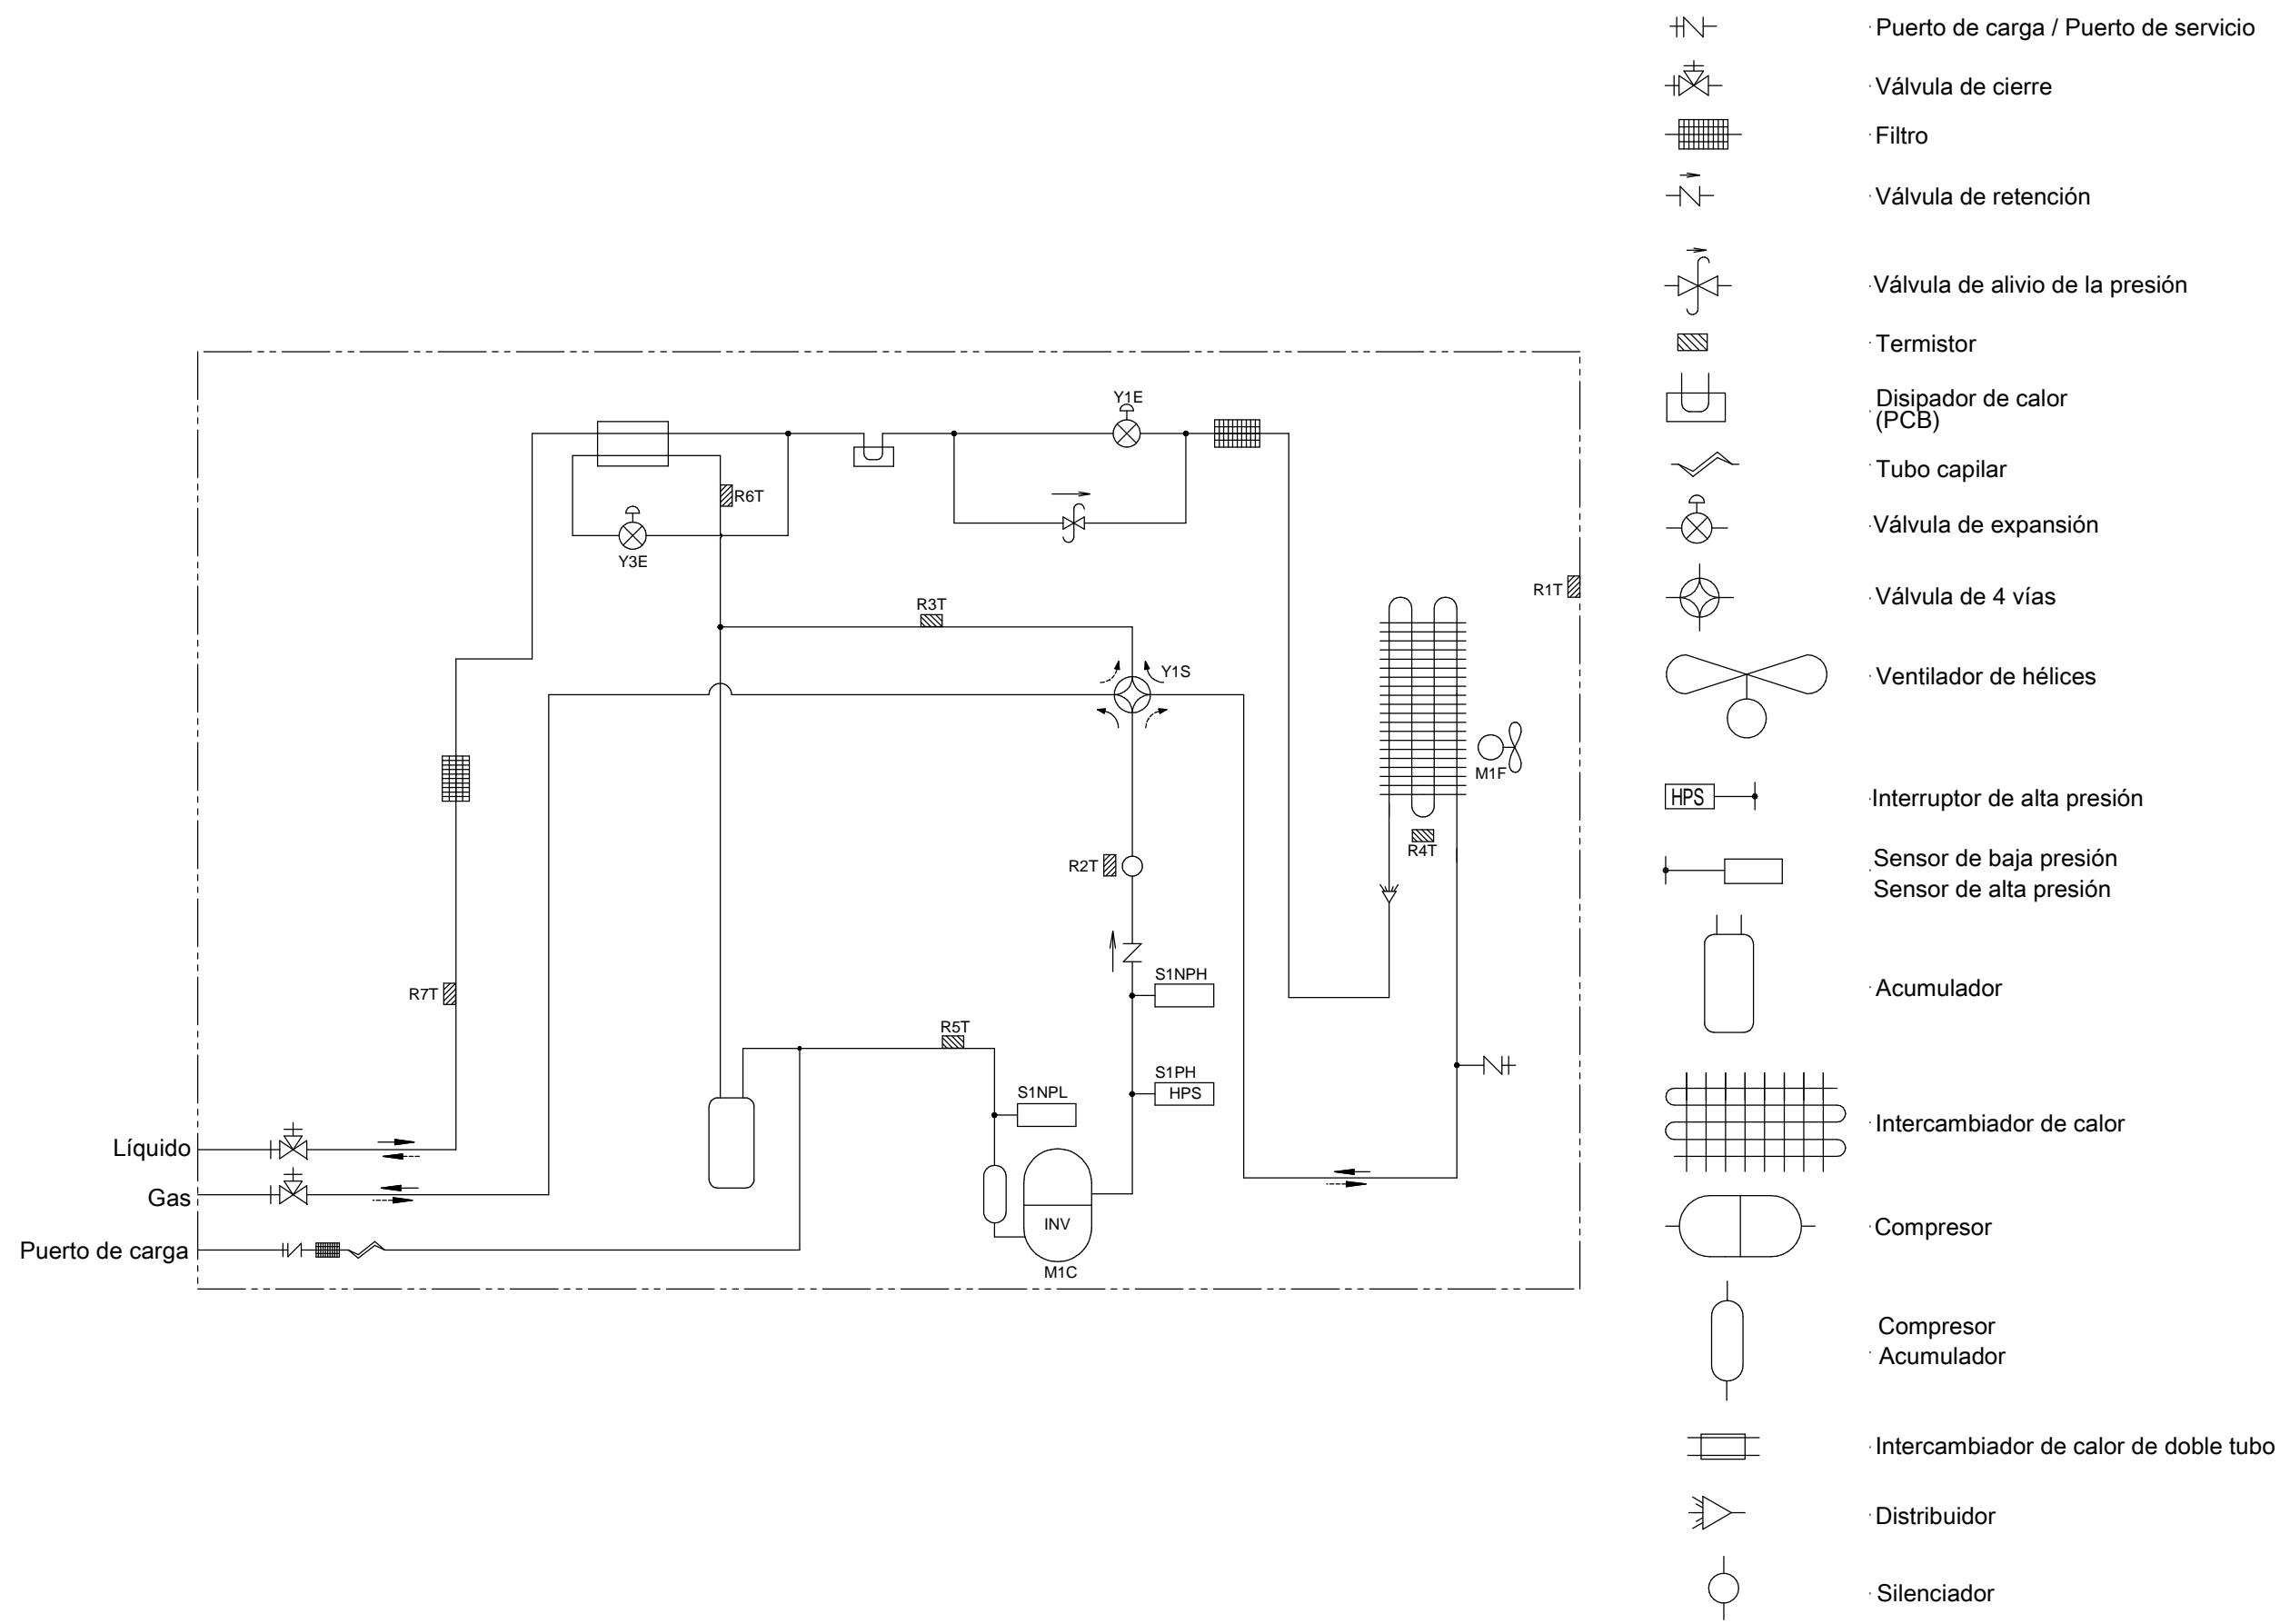 Puerto de carga / Puerto de servicio
Válvula de cierre
Filtro
Válvula de retención
Válvula de alivio de la presión
Termistor
Disipador de calor
(PCB)
Tubo capilar
Válvula de expansión
Válvula de 4 vías
Ventilador de hélices
HPS
Interruptor de alta presión
Sensor de baja presión
Sensor de alta presión
Acumulador
Intercambiador de calor
Compresor
Compresor
Acumulador
Intercambiador de calor de doble tubo
Distribuidor
Silenciador
Y1E
R6T
Y3E
R1T
R3T
Y1S
M1F
R4T
R2T
S1NPH
R7T
R5T
S1PH
HPS
S1NPL
Líquido
Gas
INV
Puerto de carga
M1C